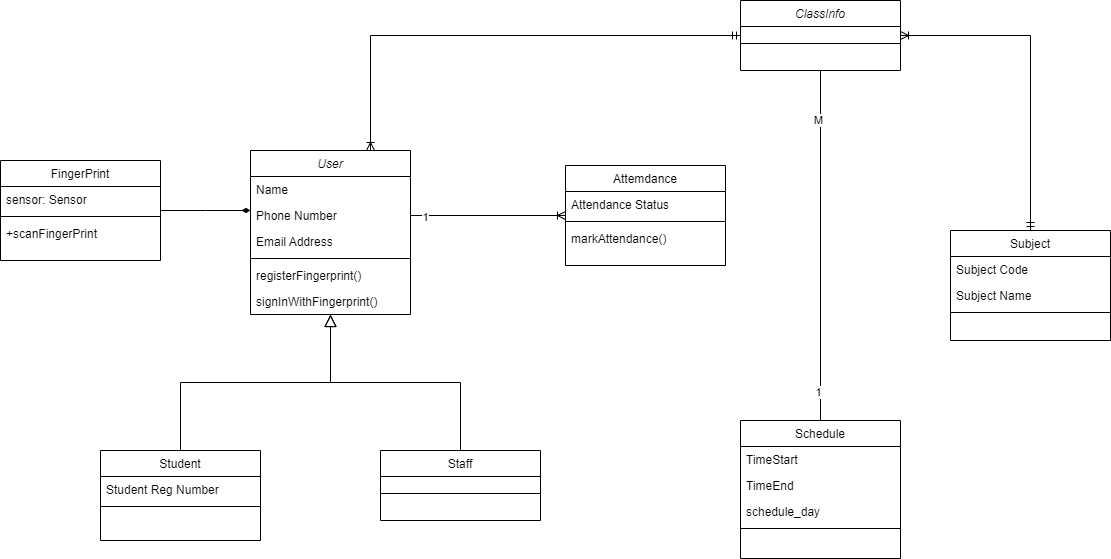 ClassInfo
M
FingerPrint
sensor: Sensor
+scanFingerPrint
User
Name
Phone Number
Email Address
registerFingerprint()
signInWithFingerprint()
1
Attemdance
Attendance Status
markAttendance()
Subject
Subject Code
Subject Name
1
Student
Student Reg Number
Staff
Schedule
TimeStart
TimeEnd
schedule_day